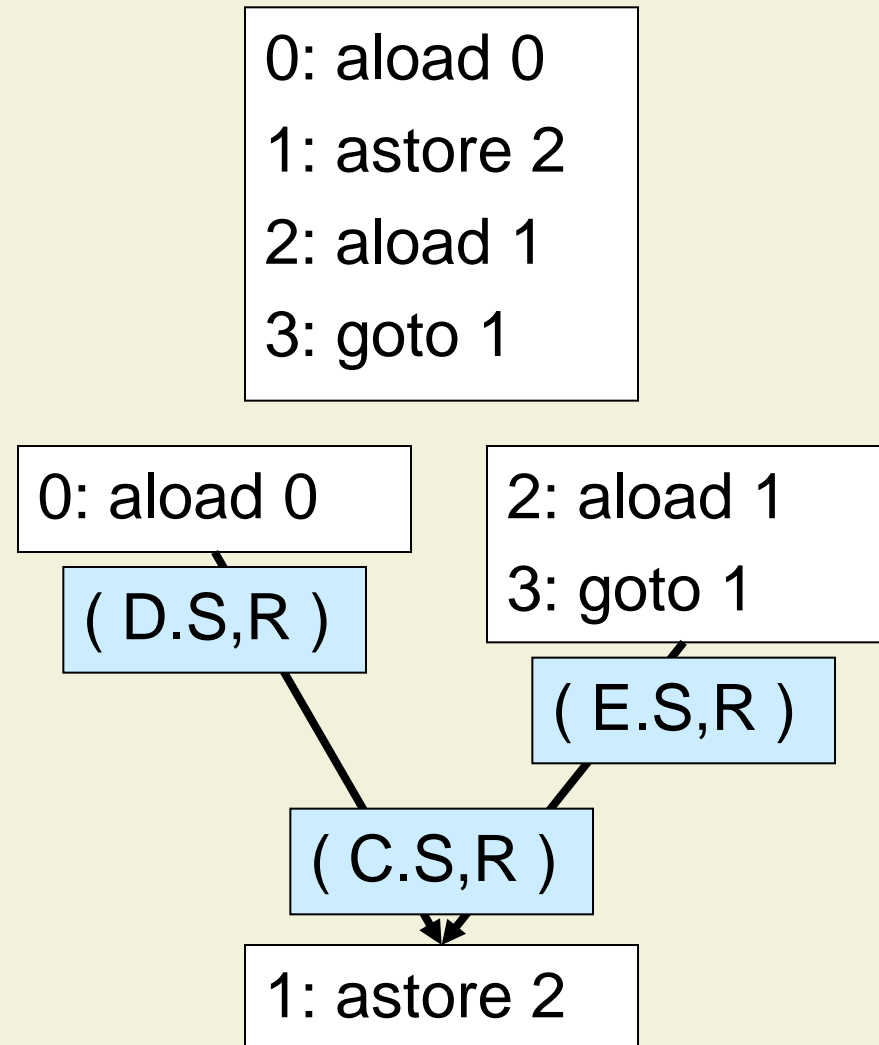 0: aload 0
1: astore 2
2: aload 1
3: goto 1
0: aload 0
2: aload 1
3: goto 1
( D.S,R )
( E.S,R )
( C.S,R )
1: astore 2